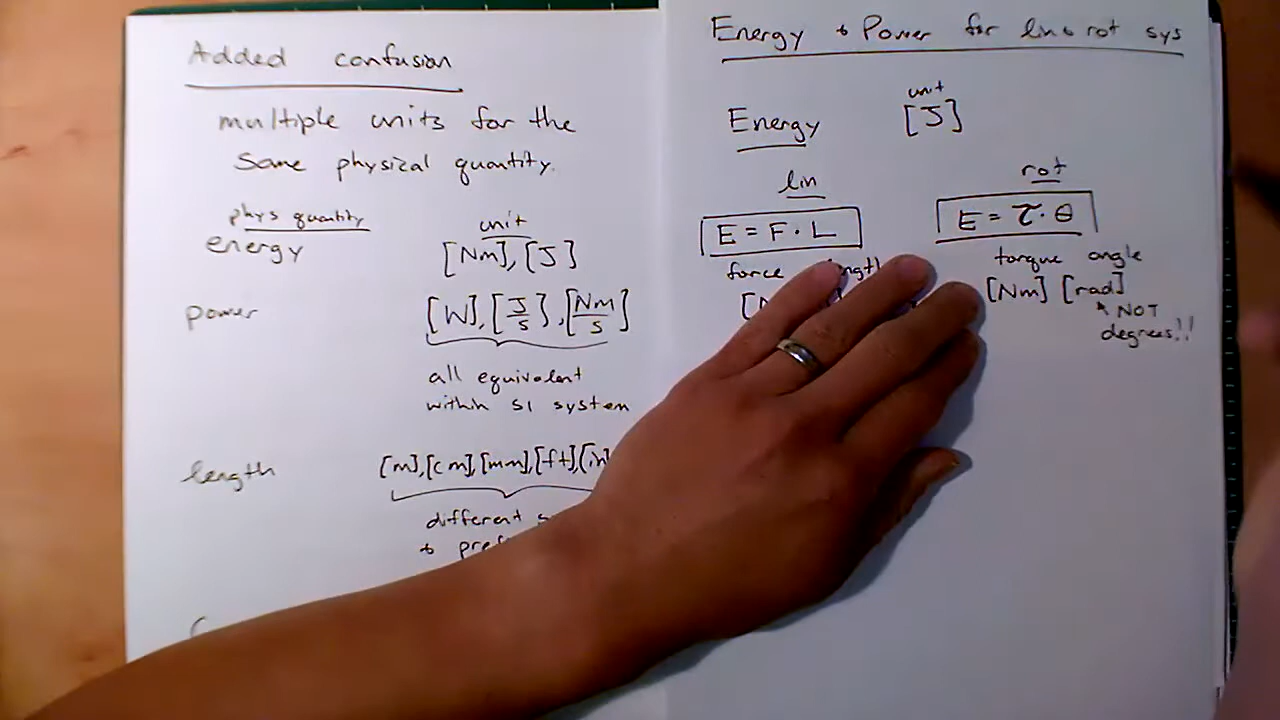 Added confusion
multiple units for the
same physical quantity.
phys quantity
unit
energy
[Nm], [J]
power
[W], [J/s], [Nm/s]
all equivalent
within SI system
length
[m], [cm], [mm], [ft], [in]
different
Energy & Power for lin & rot sys
Energy
unit
[J]
lin
E = F · L
force
rot
E = τ · θ
torque angle
[Nm] [rad]
NOT
degrees!!